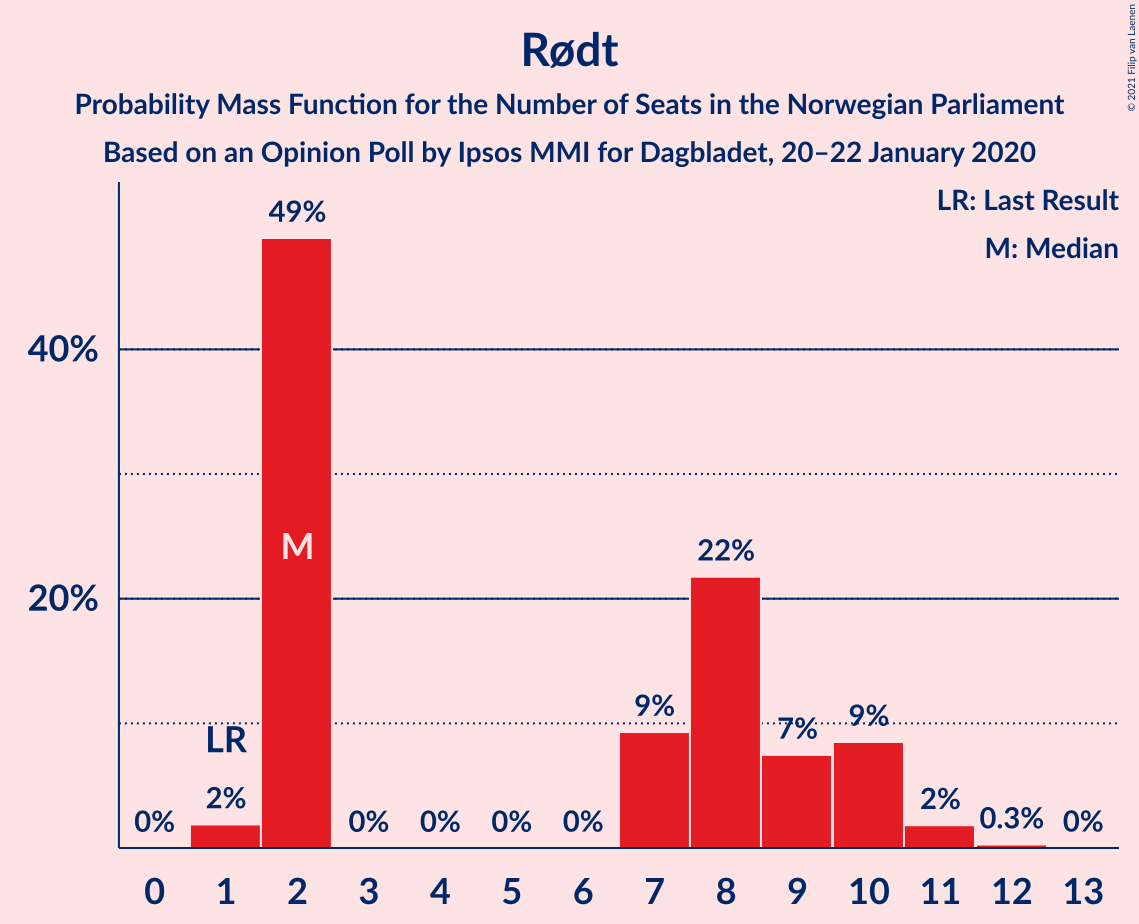 Rødt
Probability Mass Function for the Number of Seats in the Norwegian Parliament
Based on an Opinion Poll by Ipsos MMI for Dagbladet, 20–22 January 2020
© 2021 Filip van Laenen
LR: Last Result
M: Median
49%
40%
M
22%
20%
9%
7%
9%
LR
2%
2%
0%
0%
0%
0%
0%
0.3%
0%
0 1 2 3 4 5 6 7 8 9 10 11 12 13